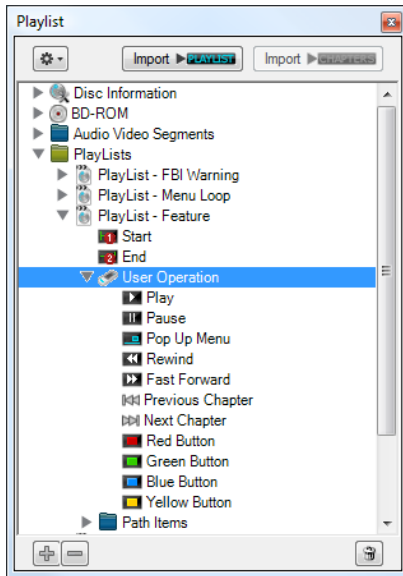 Playlist
Import PLAYLIST Import CHAPTERS
Disc Information
BD-ROM
Audio Video Segments
PlayLists
PlayList - FBI Warning
PlayList - Menu Loop
PlayList - Feature
1 Start
2 End
User Operation
Play
Pause
Pop Up Menu
Rewind
Fast Forward
Previous Chapter
Next Chapter
Red Button
Green Button
Blue Button
Yellow Button
Path Items